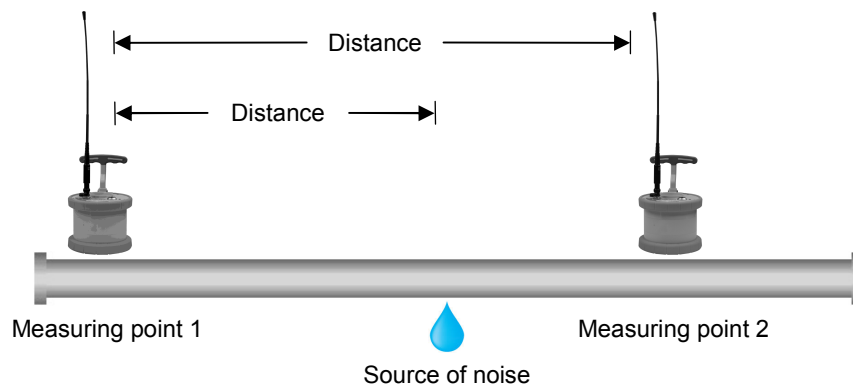 Distance
Distance
Measuring point 1
Measuring point 2
Source of noise